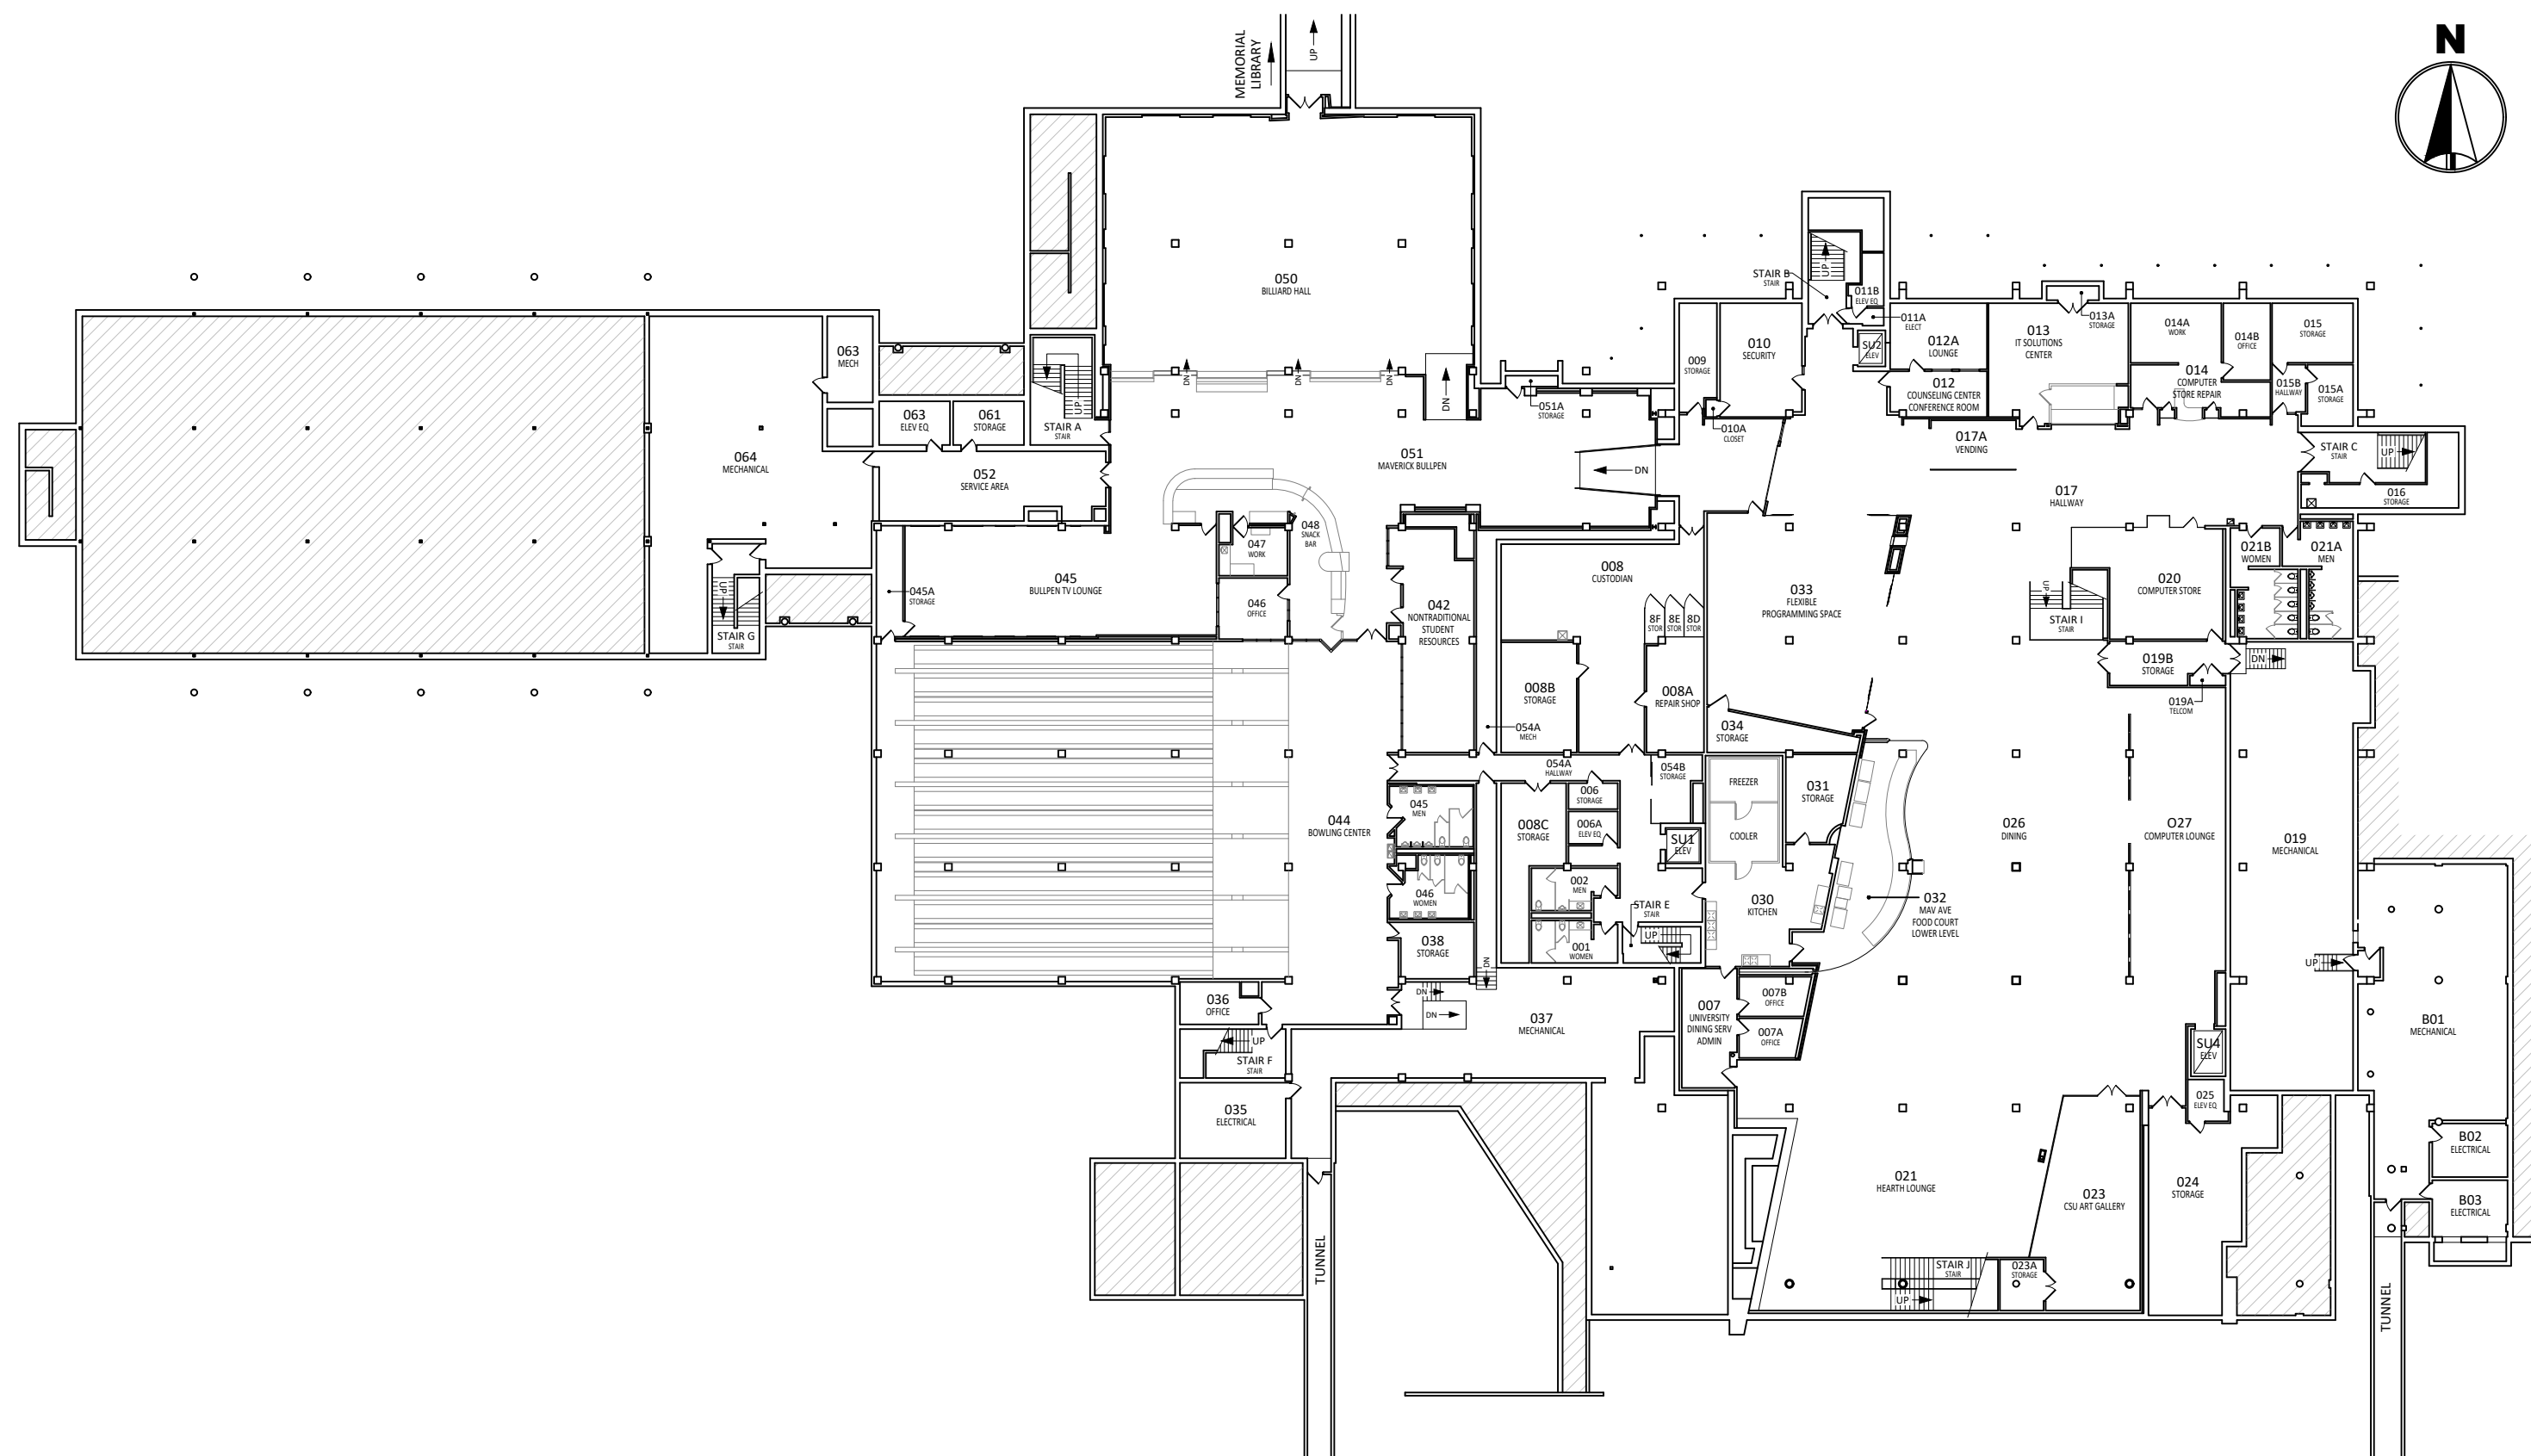 N
MEMORIAL
LIBRARY
UP
050
BILLIARD HALL
DN
DN
DN
DN
STAIR B
STAIR
UP
011B
ELEV EQ
011A
ELECT
SU2
ELEV
009
STORAGE
010
SECURITY
010A
CLOSET
012A
LOUNGE
012
COUNSELING CENTER
CONFERENCE ROOM
013
IT SOLUTIONS
CENTER
013A
STORAGE
014A
WORK
014B
OFFICE
014
COMPUTER
STORE REPAIR
015
STORAGE
015B
HALLWAY
015A
STORAGE
063
MECH
063
ELEV EQ
061
STORAGE
STAIR A
STAIR
UP
051A
STORAGE
051
MAVERICK BULLPEN
DN
017A
VENDING
017
HALLWAY
STAIR C
STAIR
UP
016
STORAGE
064
MECHANICAL
052
SERVICE AREA
048
SNACK
BAR
047
WORK
046
OFFICE
045A
STORAGE
045
BULLPEN TV LOUNGE
UP
STAIR G
STAIR
042
NONTRADITIONAL
STUDENT
RESOURCES
008
CUSTODIAN
8F
STOR
8E
STOR
8D
STOR
033
FLEXIBLE
PROGRAMMING SPACE
UP
STAIR I
STAIR
020
COMPUTER STORE
021B
WOMEN
021A
MEN
019B
STORAGE
DN
019A
TELCOM
008B
STORAGE
008A
REPAIR SHOP
034
STORAGE
054A
MECH
054A
HALLWAY
054B
STORAGE
006
STORAGE
006A
ELEV EQ
008C
STORAGE
SU1
ELEV
FREEZER
COOLER
031
STORAGE
045
MEN
046
WOMEN
044
BOWLING CENTER
026
DINING
O27
COMPUTER LOUNGE
019
MECHANICAL
002
MEN
001
WOMEN
STAIR E
STAIR
UP
030
KITCHEN
032
MAV AVE
FOOD COURT
LOWER LEVEL
038
STORAGE
DN
DN
DN
036
OFFICE
UP
STAIR F
STAIR
037
MECHANICAL
007
UNIVERSITY
DINING SERV
ADMIN
007B
OFFICE
007A
OFFICE
UP
B01
MECHANICAL
SU4
ELEV
025
ELEV EQ
035
ELECTRICAL
B02
ELECTRICAL
B03
ELECTRICAL
021
HEARTH LOUNGE
023
CSU ART GALLERY
024
STORAGE
STAIR J
STAIR
UP
023A
STORAGE
TUNNEL
TUNNEL